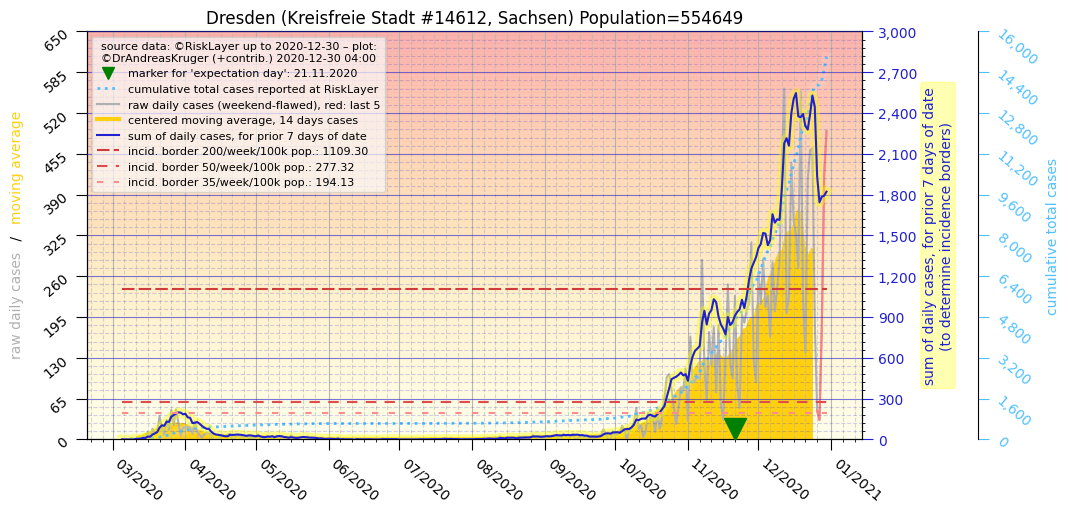 Dresden (Kreisfreie Stadt #14612, Sachsen) Population=554649
source data: ©RiskLayer up to 2020-12-30 – plot:
©DrAndreasKruger (+contrib.) 2020-12-30 04:00
marker for 'expectation day': 21.11.2020
cumulative total cases reported at RiskLayer
raw daily cases (weekend-flawed), red: last 5
centered moving average, 14 days cases
sum of daily cases, for prior 7 days of date
incid. border 200/week/100k pop.: 1109.30
incid. border 50/week/100k pop.: 277.32
incid. border 35/week/100k pop.: 194.13
raw daily cases / moving average
650
585
520
455
390
325
260
195
130
65
0
03/2020
04/2020
05/2020
06/2020
07/2020
08/2020
09/2020
10/2020
11/2020
12/2020
01/2021
3,000
2,700
2,400
2,100
1,800
1,500
1,200
900
600
300
0
sum of daily cases, for prior 7 days of date
(to determine incidence borders)
16,000
14,400
12,800
11,200
9,600
8,000
6,400
4,800
3,200
1,600
0
cumulative total cases